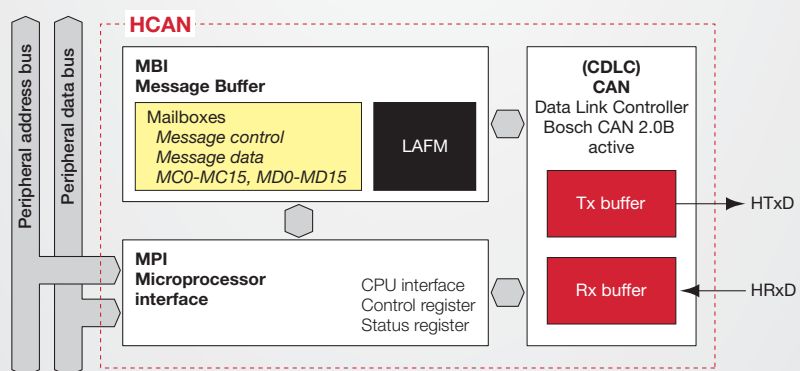 HCAN
Peripheral address bus
Peripheral data bus
MBI
Message Buffer
Mailboxes
Message control
Message data
MC0-MC15, MD0-MD15
LAFM
(CDLC)
CAN
Data Link Controller
Bosch CAN 2.0B
active
Tx buffer
HTxD
Rx buffer
HRxD
MPI
Microprocessor
interface
CPU interface
Control register
Status register